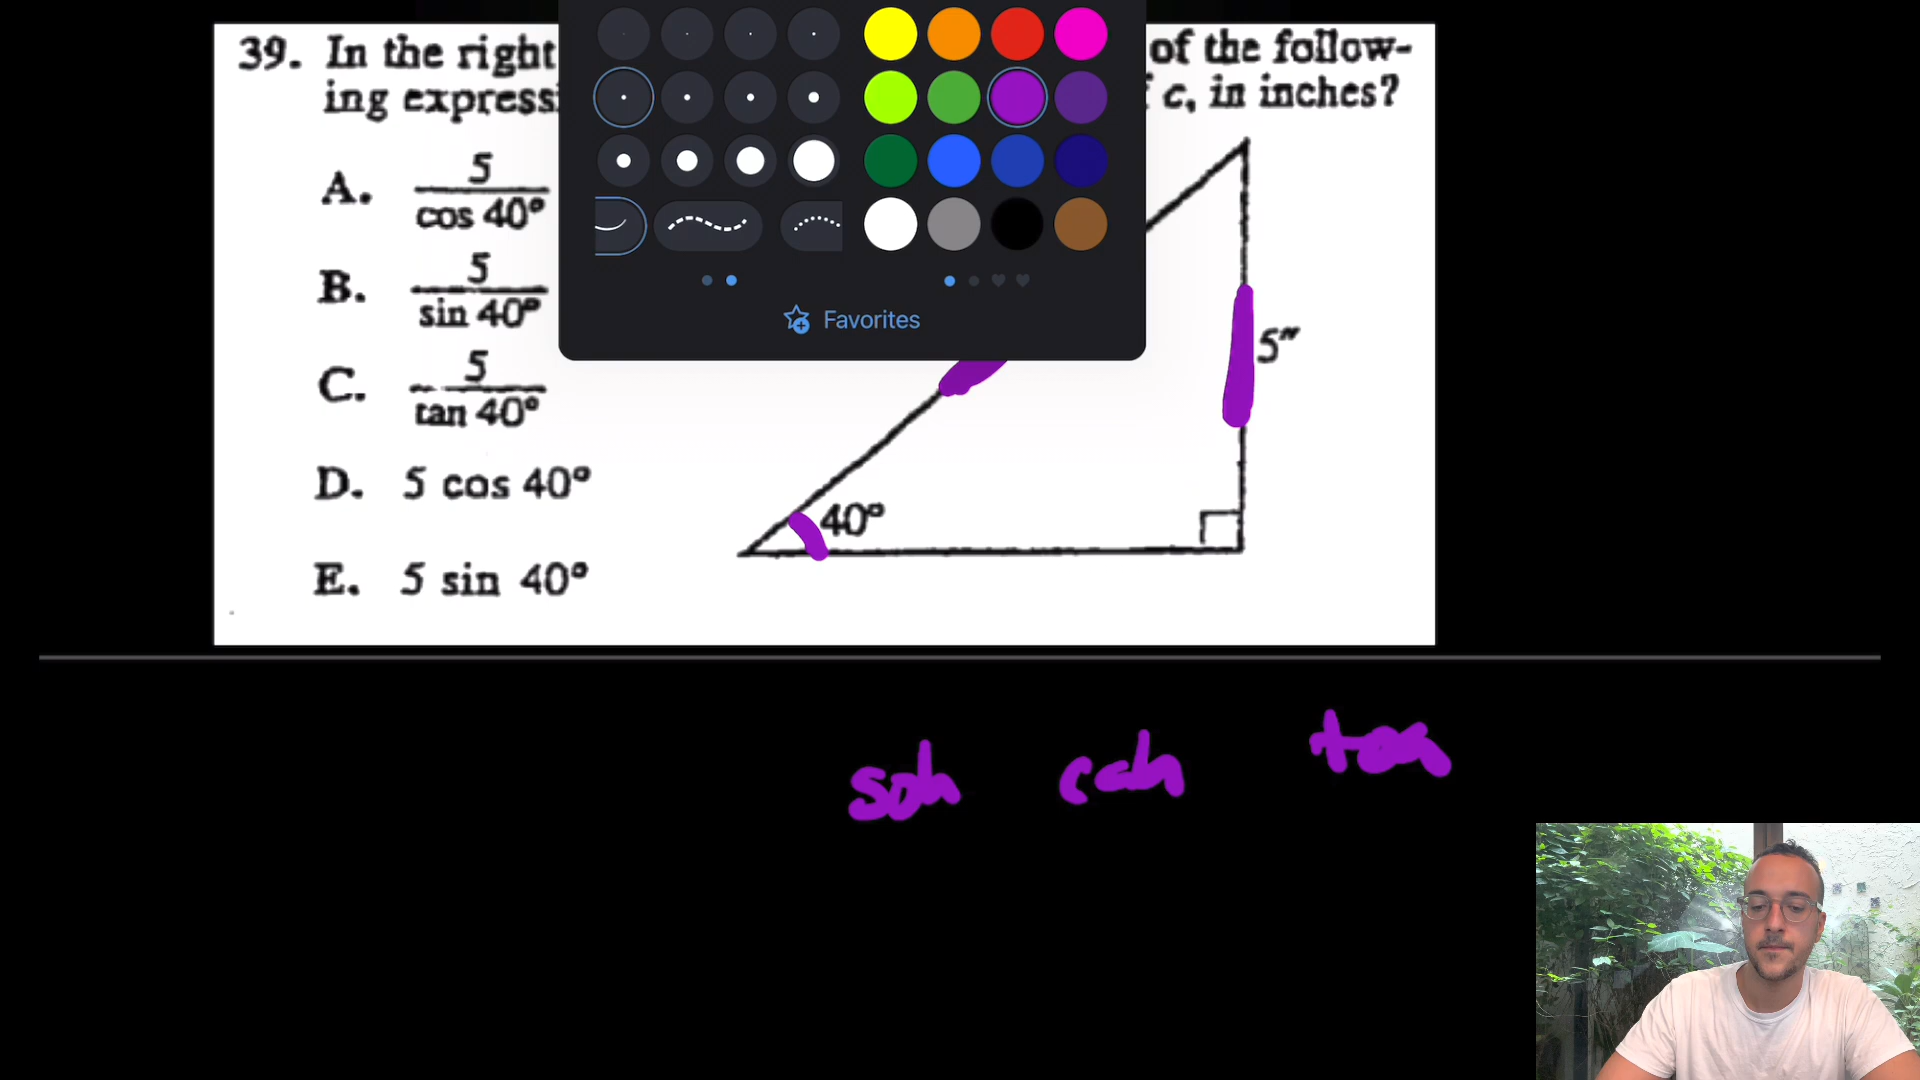 39. In the right of the follow-
ing express c, in inches?
A. 5/cos 40°
B. 5/sin 40°
C. 5/tan 40°
D. 5 cos 40°
E. 5 sin 40°
5″
40°
Favorites
soh cah toa